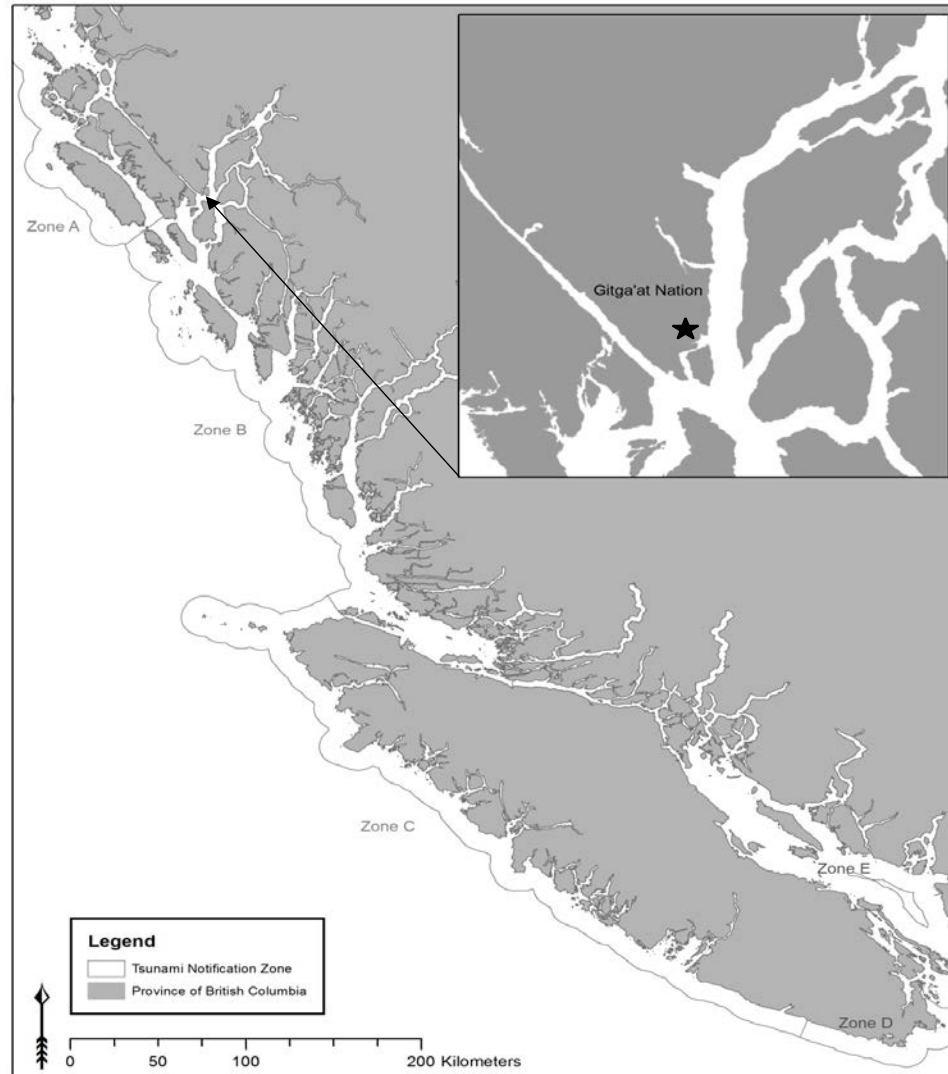 Gitga'at Nation
Zone A
Zone B
Zone C
Zone E
Zone D
Legend
Tsunami Notification Zone
Province of British Columbia
0 50 100 200 Kilometers